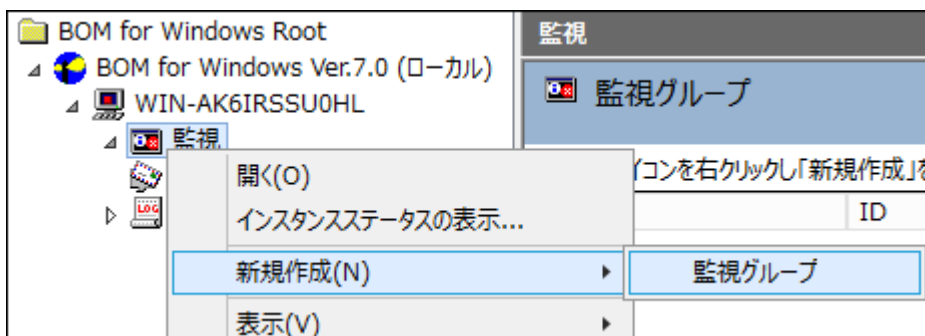 BOM for Windows Root
BOM for Windows Ver.7.0 (ローカル)
WIN-AK6IRSSU0HL
監視
LOG
監視
監視グループ
イコンを右クリックし「新規作成」を
ID
開く(O)
インスタンスステータスの表示...
新規作成(N)
監視グループ
表示(V)